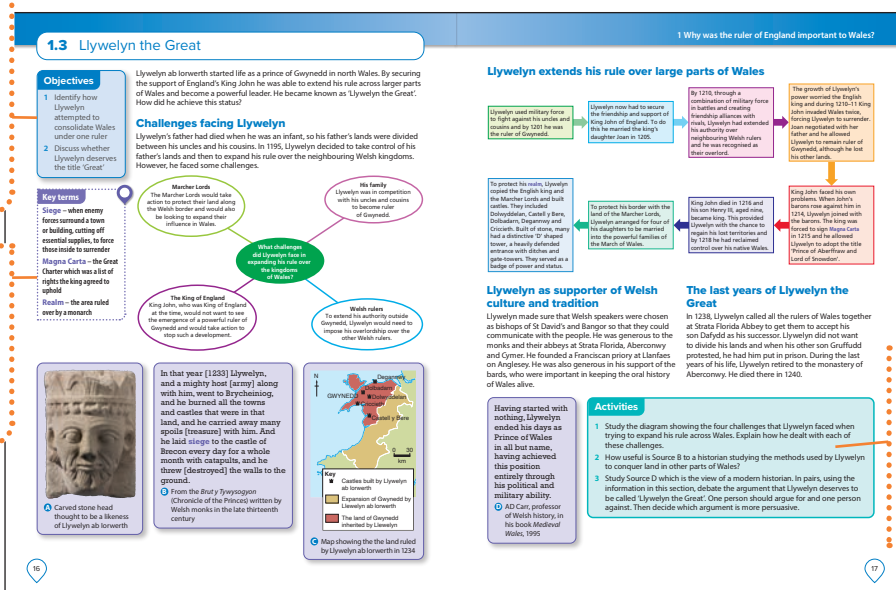 1.3 Llywelyn the Great
Objectives
1 Identify how
Llywelyn
attempted to
consolidate Wales
under one ruler
2 Discuss whether
Llywelyn deserves
the title ‘Great’
Key terms
Siege – when enemy
forces surround a town
or building, cutting off
essential supplies, to force
those inside to surrender
Magna Carta – the Great
Charter which was a list of
rights the king agreed to
uphold
Realm – the area ruled
over by a monarch
Llywelyn ab Iorwerth started life as a prince of Gwynedd in north Wales. By securing
the support of England’s King John he was able to extend his rule across larger parts
of Wales and become a powerful leader. He became known as ‘Llywelyn the Great’.
How did he achieve this status?
Challenges facing Llywelyn
Llywelyn’s father had died when he was an infant, so his father’s lands were divided
between his uncles and his cousins. In 1195, Llywelyn decided to take control of his
father’s lands and then to expand his rule over the neighbouring Welsh kingdoms.
However, he faced some challenges.
Marcher Lords
The Marcher Lords would take
action to protect their land along
the Welsh border and would also
be looking to expand their
influence in Wales.
His family
Llywelyn was in competition
with his uncles and cousins
to become ruler
of Gwynedd.
What challenges
did Llywelyn face in
expanding his rule over
the kingdoms
of Wales?
The King of England
King John, who was King of England
at the time, would not want to see
the emergence of a powerful ruler of
Gwynedd and would take action to
stop such a development.
Welsh rulers
To extend his authority outside
Gwynedd, Llywelyn would need to
impose his overlordship over the
other Welsh rulers.
A Carved stone head
thought to be a likeness
of Llywelyn ab Iorwerth
In that year [1233] Llywelyn,
and a mighty host [army] along
with him, went to Brycheiniog,
and he burned all the towns
and castles that were in that
land, and he carried away many
spoils [treasure] with him. And
he laid siege to the castle of
Brecon every day for a whole
month with catapults, and he
threw [destroyed] the walls to the
ground.
B From the Brut y Tywysogyon
(Chronicle of the Princes) written by
Welsh monks in the late thirteenth
century
N
Degannwy
Dolbadarn
GWYNEDD
Dolwyddelan
Criccieth
Castell y Bere
0 30
km
Key
Castles built by Llywelyn
ab Iorwerth
Expansion of Gwynedd by
Llewelyn ab Iorwerth
The land of Gwynedd
inherited by Llewelyn
C Map showing the the land ruled
by Llywelyn ab Iorwerth in 1234
16
1 Why was the ruler of England important to Wales?
Llywelyn extends his rule over large parts of Wales
Llywelyn used military force
to fight against his uncles and
cousins and by 1201 he was
the ruler of Gwynedd.
Llywelyn now had to secure
the friendship and support of
King John of England. To do
this he married the king’s
daughter Joan in 1205.
By 1210, through a
combination of military force
in battles and creating
friendship alliances with
rivals, Llywelyn had extended
his authority over
neighbouring Welsh rulers
and he was recognised as
their overlord.
The growth of Llywelyn’s
power worried the English
king and during 1210–11 King
John invaded Wales twice,
forcing Llywelyn to surrender.
Joan negotiated with her
father and he allowed
Llywelyn to remain ruler of
Gwynedd, although he lost
his other lands.
King John faced his own
problems. When John’s
barons rose against him in
1214, Llywelyn joined with
the barons. The king was
forced to sign Magna Carta
in 1215 and he allowed
Llywelyn to adopt the title
‘Prince of Aberffraw and
Lord of Snowdon’.
King John died in 1216 and
his son Henry III, aged nine,
became king. This provided
Llywelyn with the chance to
regain his lost territories and
by 1218 he had reclaimed
control over his native Wales.
To protect his border with the
land of the Marcher Lords,
Llywelyn arranged for four of
his daughters to be married
into the powerful families of
the March of Wales.
To protect his realm, Llywelyn
copied the English king and
the Marcher Lords and built
castles. They included
Dolwyddelan, Castell y Bere,
Dolbadarn, Degannwy and
Criccieth. Built of stone, many
had a distinctive ‘D’ shaped
tower, a heavily defended
entrance with ditches and
gate-towers. They served as a
badge of power and status.
Llywelyn as supporter of Welsh
culture and tradition
Llywelyn made sure that Welsh speakers were chosen
as bishops of St David’s and Bangor so that they could
communicate with the people. He was generous to the
monks and their abbeys at Strata Florida, Aberconwy
and Cymer. He founded a Franciscan priory at Llanfaes
on Anglesey. He was also generous in his support of the
bards, who were important in keeping the oral history
of Wales alive.
The last years of Llywelyn the
Great
In 1238, Llywelyn called all the rulers of Wales together
at Strata Florida Abbey to get them to accept his
son Dafydd as his successor. Llywelyn did not want
to divide his lands and when his other son Gruffudd
protested, he had him put in prison. During the last
years of his life, Llywelyn retired to the monastery of
Aberconwy. He died there in 1240.
Having started with
nothing, Llywelyn
ended his days as
Prince of Wales
in all but name,
having achieved
this position
entirely through
his political and
military ability.
D AD Carr, professor
of Welsh history, in
his book Medieval
Wales, 1995
Activities
1 Study the diagram showing the four challenges that Llywelyn faced when
trying to expand his rule across Wales. Explain how he dealt with each of
these challenges.
2 How useful is Source B to a historian studying the methods used by Llywelyn
to conquer land in other parts of Wales?
3 Study Source D which is the view of a modern historian. In pairs, using the
information in this section, debate the argument that Llywelyn deserves to
be called ‘Llywelyn the Great’. One person should argue for and one person
against. Then decide which argument is more persuasive.
17